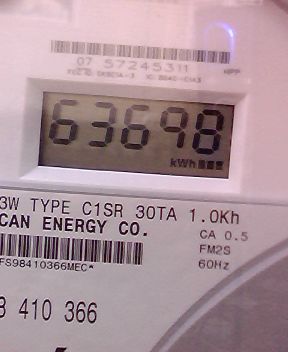 07 57245311
63698
kWh
3W TYPE C1SR 30TA 1.0Kh
CAN ENERGY CO.
CA 0.5
FM2S
FS98410366MEC*
60Hz
410 366